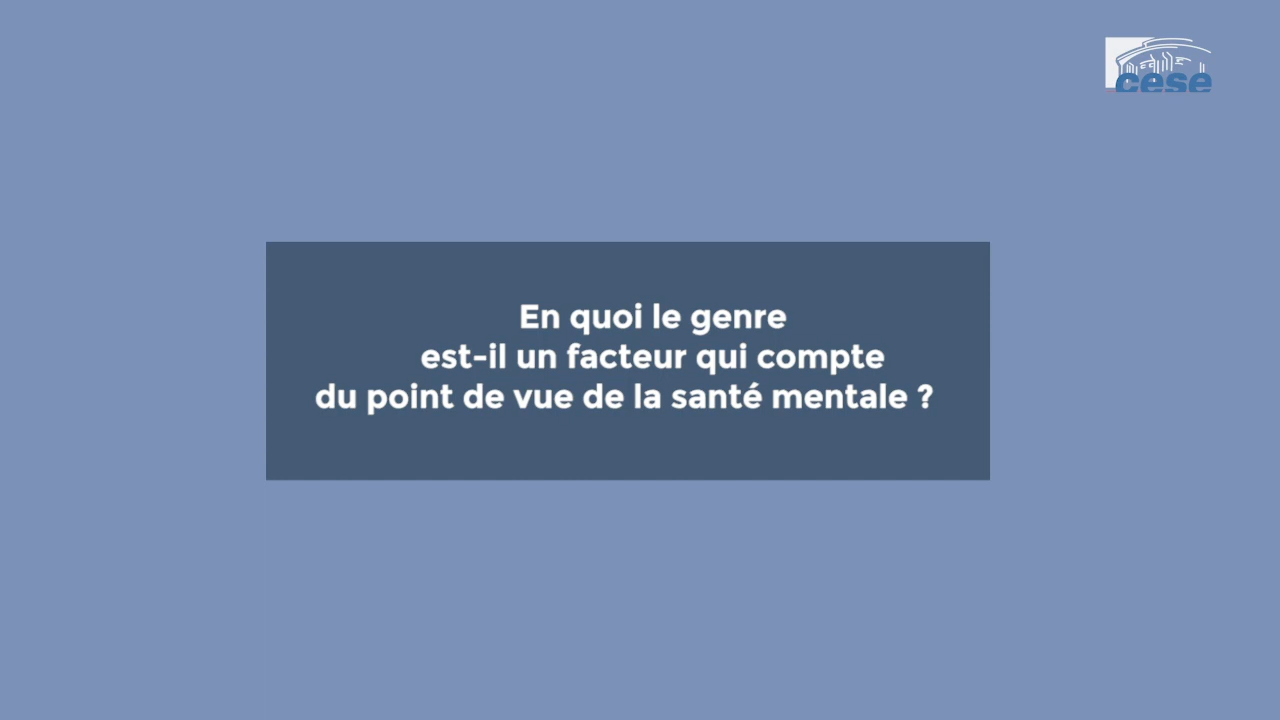 cese
En quoi le genre
est-il un facteur qui compte
du point de vue de la santé mentale ?